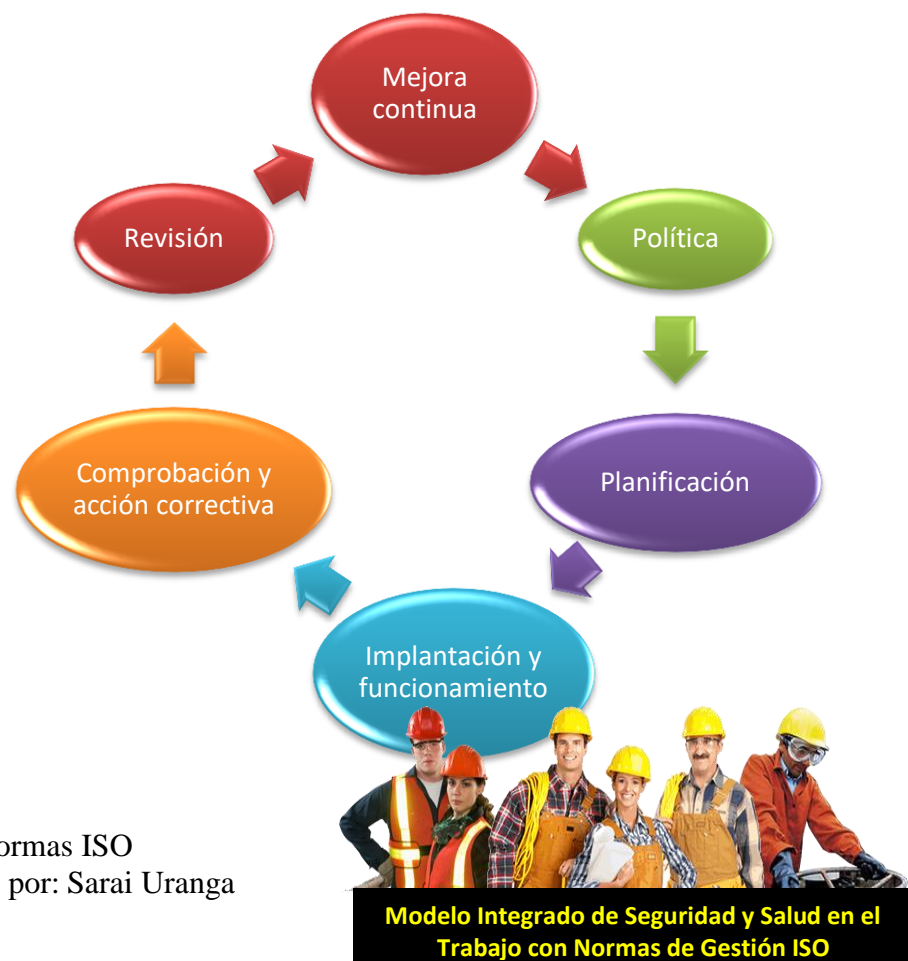 Mejora
continua
Política
Planificación
Implantación y
funcionamiento
Comprobación y
acción correctiva
Revisión
ormas ISO
por: Sarai Uranga
Modelo Integrado de Seguridad y Salud en el
Trabajo con Normas de Gestión ISO